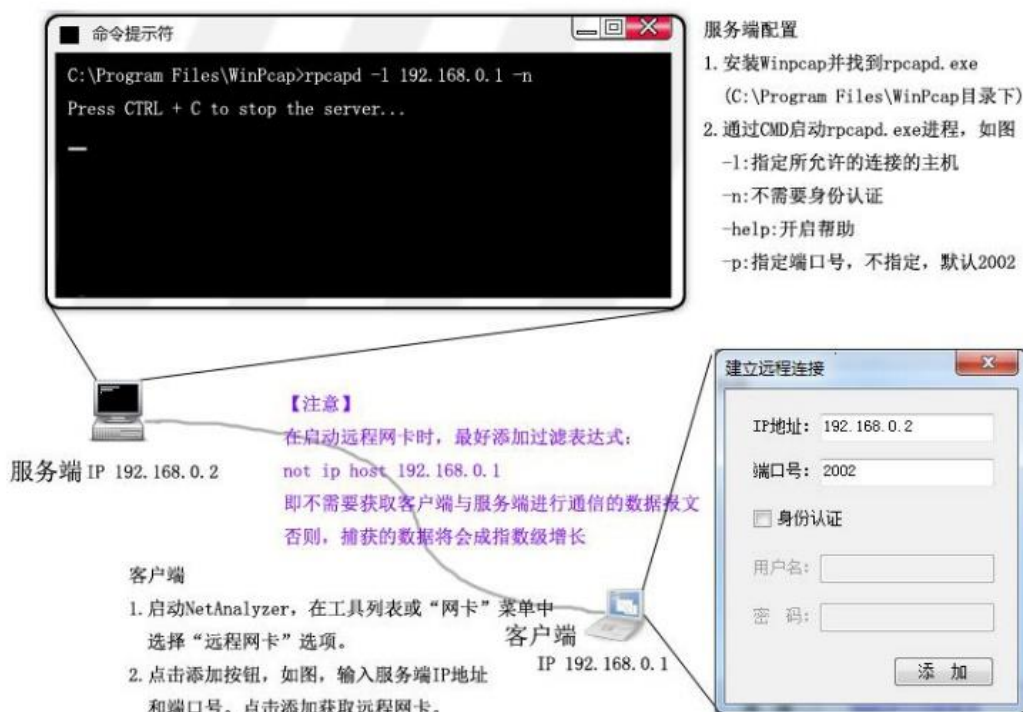 命令提示符
C:\Program Files\WinPcap>rpcapd -l 192.168.0.1 -n
Press CTRL + C to stop the server...
服务端配置
1.安装Winpcap并找到rpcapd.exe
(C:\Program Files\WinPcap目录下)
2.通过CMD启动rpcapd.exe进程，如图
-l:指定所允许的连接的主机
-n:不需要身份认证
-help:开启帮助
-p:指定端口号，不指定，默认2002
服务端 IP 192.168.0.2
【注意】
在启动远程网卡时，最好添加过滤表达式：
not ip host 192.168.0.1
即不需要获取客户端与服务端进行通信的数据报文
否则，捕获的数据将会成指数级增长
建立远程连接
IP地址： 192.168.0.2
端口号： 2002
身份认证
用户名：
密 码：
添 加
客户端
1.启动NetAnalyzer，在工具列表或“网卡”菜单中
选择“远程网卡”选项。
2.点击添加按钮，如图，输入服务端IP地址
和端口号。点击添加获取远程网卡。
客户端
IP 192.168.0.1